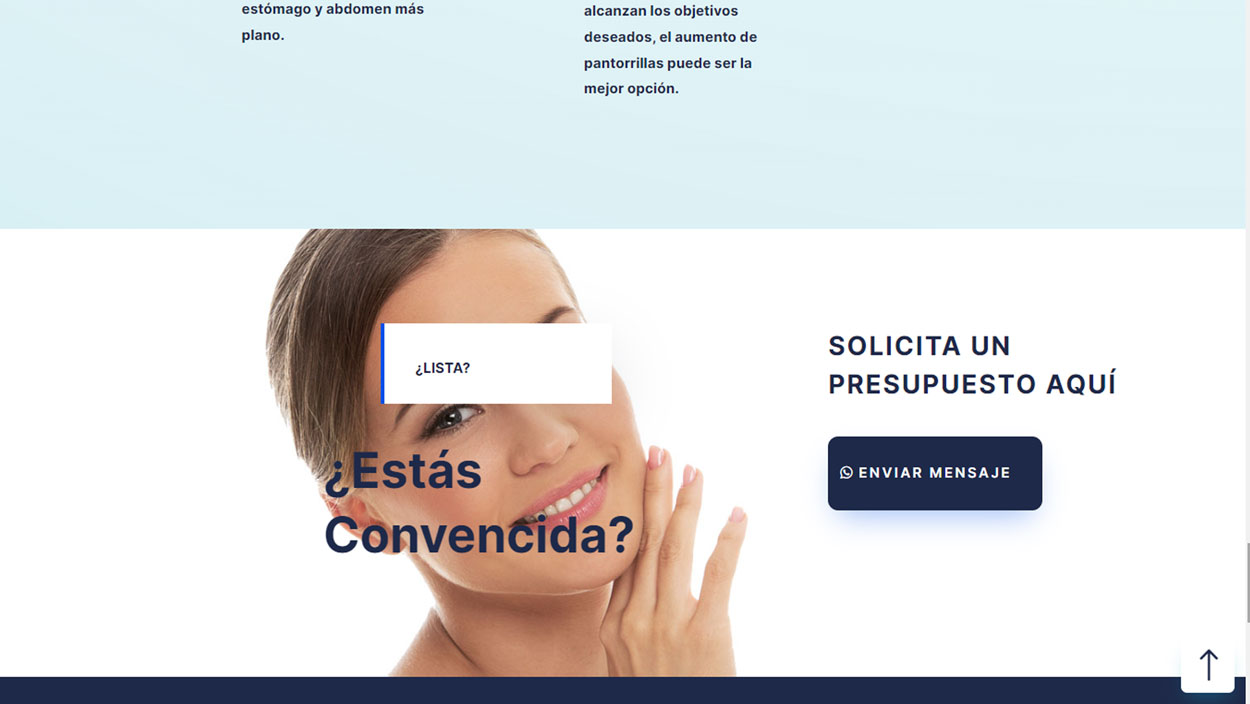 estómago y abdomen más
plano.
alcanzan los objetivos
deseados, el aumento de
pantorrillas puede ser la
mejor opción.
¿LISTA?
¿Estás
Convencida?
SOLICITA UN
PRESUPUESTO AQUÍ
ENVIAR MENSAJE